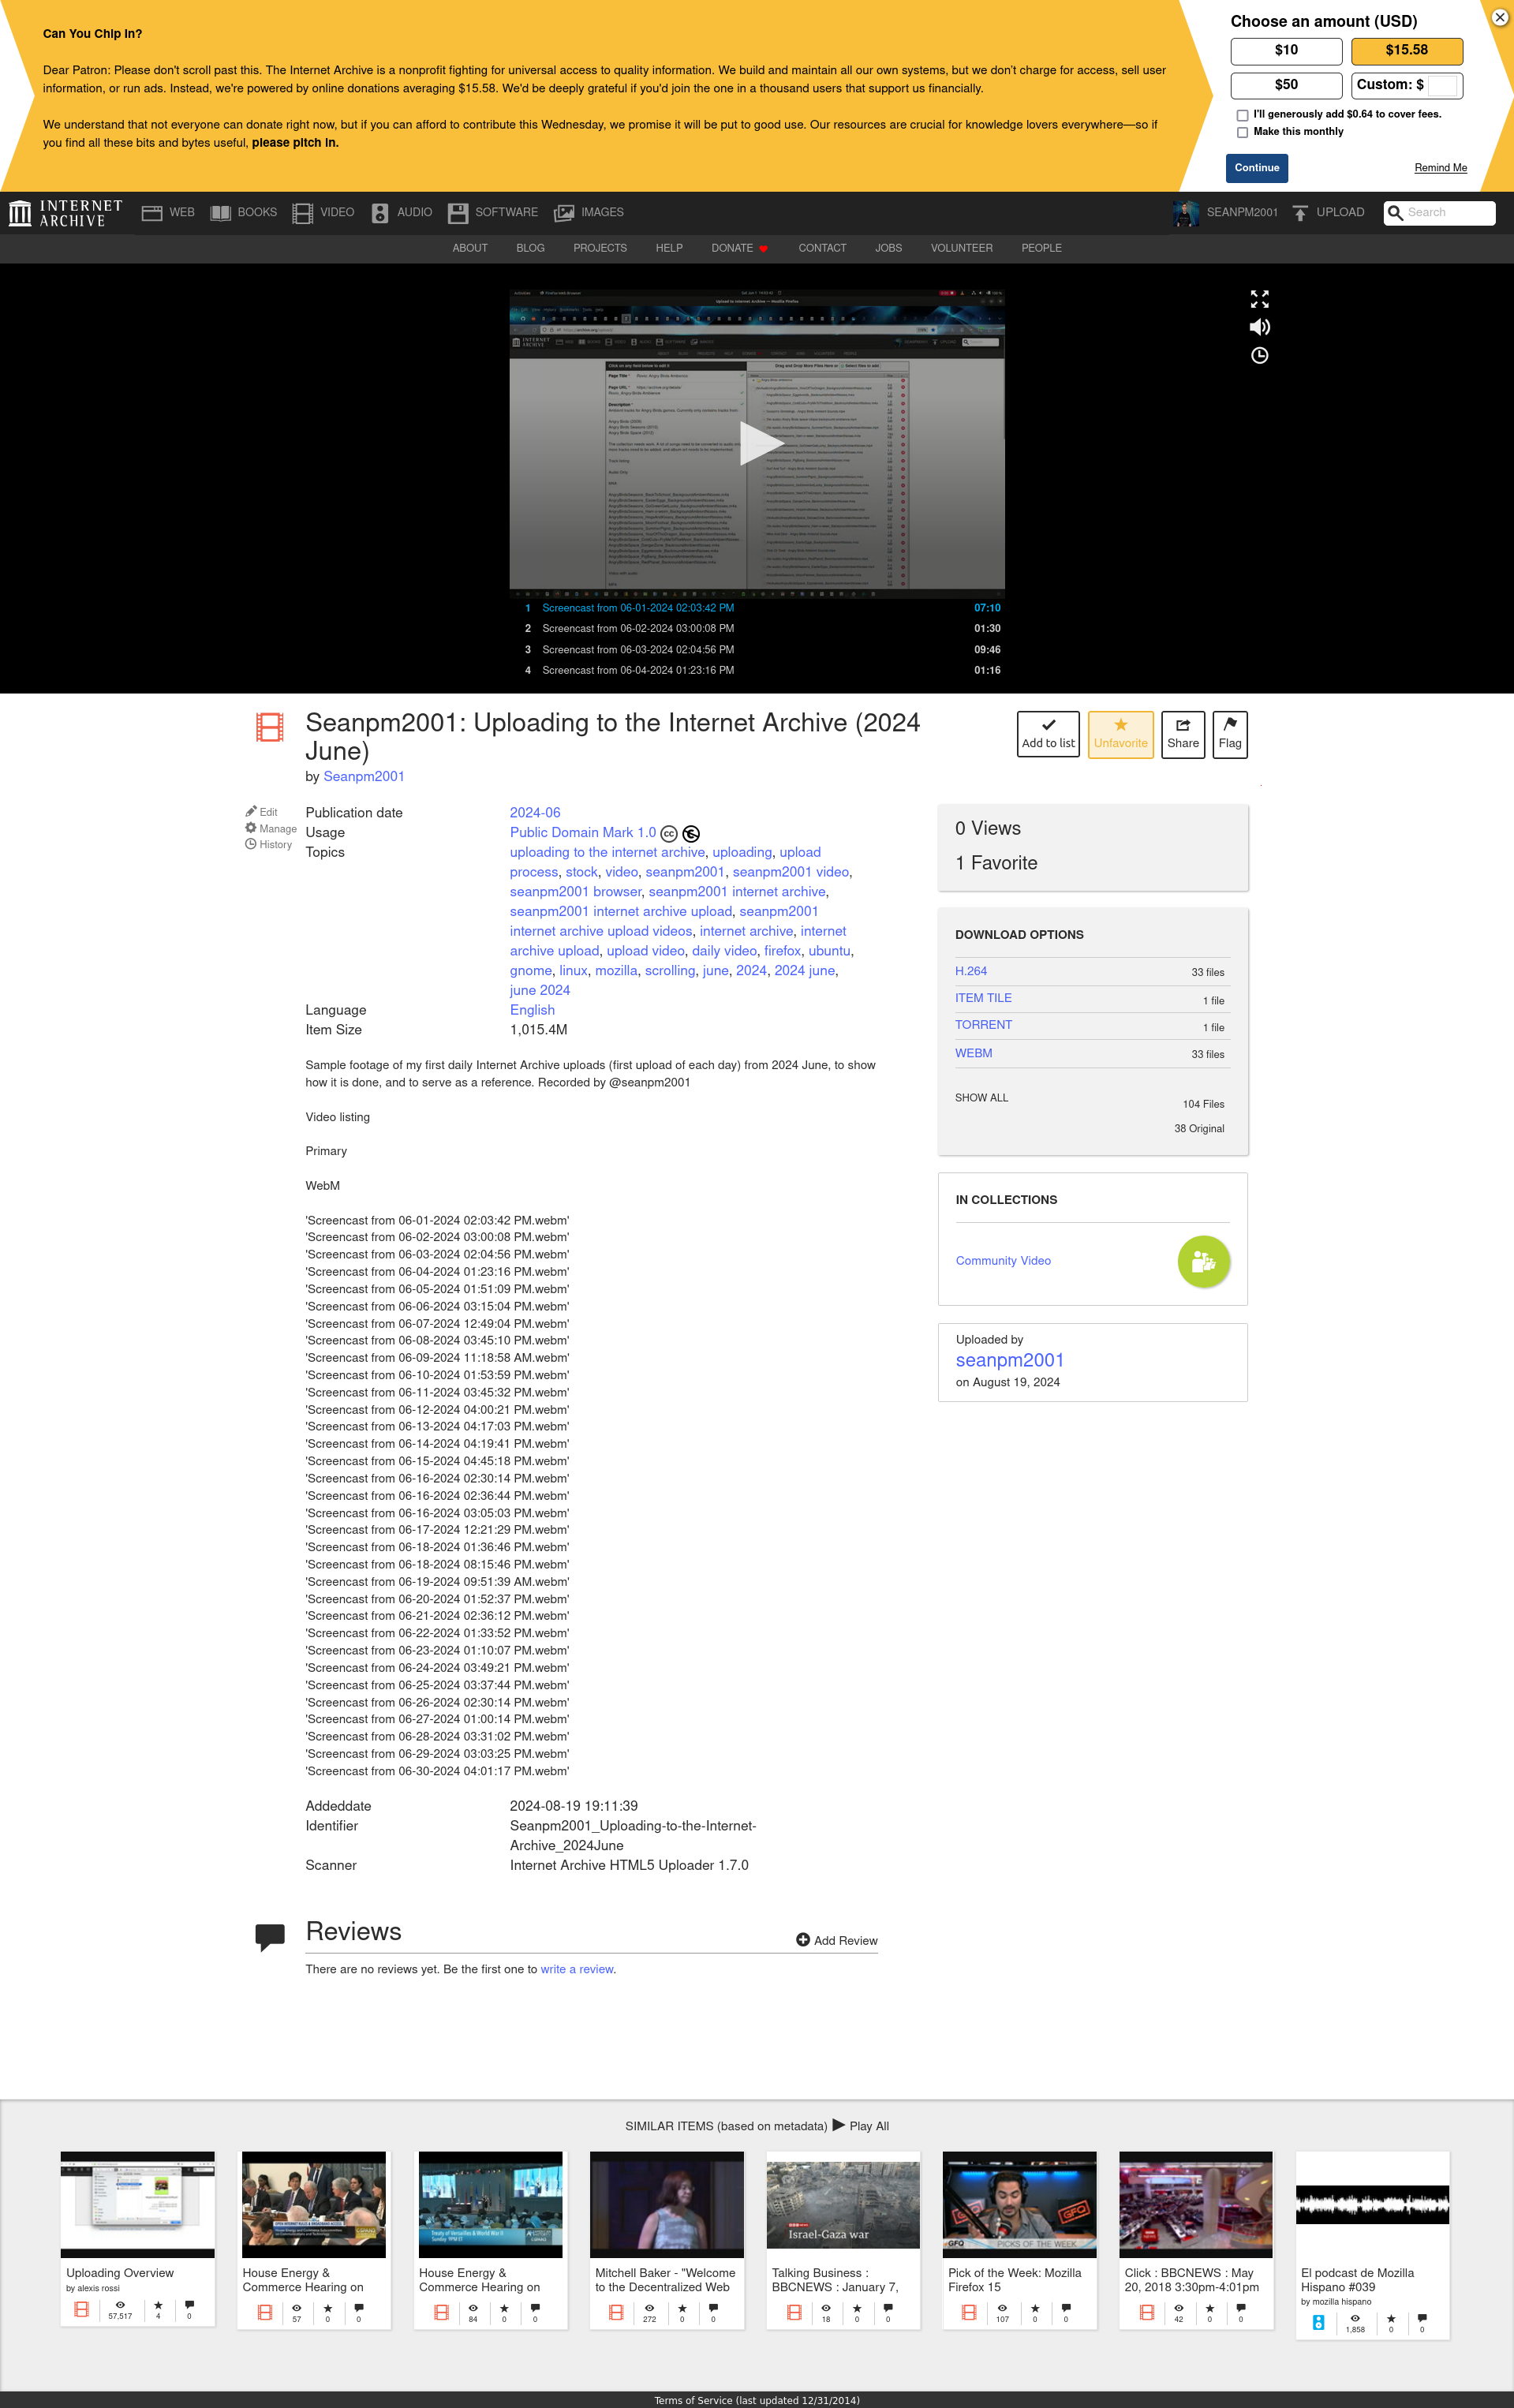 Can You Chip In?
Dear Patron: Please don't scroll past this. The Internet Archive is a nonprofit fighting for universal access to quality information. We build and maintain all our own systems, but we don't charge for access, sell user
information, or run ads. Instead, we're powered by online donations averaging $15.58. We'd be deeply grateful if you'd join the one in a thousand users that support us financially.
We understand that not everyone can donate right now, but if you can afford to contribute this Wednesday, we promise it will be put to good use. Our resources are crucial for knowledge lovers everywhere—so if
you find all these bits and bytes useful, please pitch in.
Choose an amount (USD)
$10 $15.58
$50 Custom: $
I'll generously add $0.64 to cover fees.
Make this monthly
Continue Remind Me
INTERNET ARCHIVE WEB BOOKS VIDEO AUDIO SOFTWARE IMAGES SEANPM2001 UPLOAD Search
ABOUT BLOG PROJECTS HELP DONATE CONTACT JOBS VOLUNTEER PEOPLE
1 Screencast from 06-01-2024 02:03:42 PM 07:10
2 Screencast from 06-02-2024 03:00:08 PM 01:30
3 Screencast from 06-03-2024 02:04:56 PM 09:46
4 Screencast from 06-04-2024 01:23:16 PM 01:16
Seanpm2001: Uploading to the Internet Archive (2024
June)
by Seanpm2001
Add to list Unfavorite Share Flag
Edit
Manage
History
Publication date 2024-06
Usage Public Domain Mark 1.0
Topics uploading to the internet archive, uploading, upload
process, stock, video, seanpm2001, seanpm2001 video,
seanpm2001 browser, seanpm2001 internet archive,
seanpm2001 internet archive upload, seanpm2001
internet archive upload videos, internet archive, internet
archive upload, upload video, daily video, firefox, ubuntu,
gnome, linux, mozilla, scrolling, june, 2024, 2024 june,
june 2024
Language English
Item Size 1,015.4M
Sample footage of my first daily Internet Archive uploads (first upload of each day) from 2024 June, to show
how it is done, and to serve as a reference. Recorded by @seanpm2001
Video listing
Primary
WebM
'Screencast from 06-01-2024 02:03:42 PM.webm'
'Screencast from 06-02-2024 03:00:08 PM.webm'
'Screencast from 06-03-2024 02:04:56 PM.webm'
'Screencast from 06-04-2024 01:23:16 PM.webm'
'Screencast from 06-05-2024 01:51:09 PM.webm'
'Screencast from 06-06-2024 03:15:04 PM.webm'
'Screencast from 06-07-2024 12:49:04 PM.webm'
'Screencast from 06-08-2024 03:45:10 PM.webm'
'Screencast from 06-09-2024 11:18:58 AM.webm'
'Screencast from 06-10-2024 01:53:59 PM.webm'
'Screencast from 06-11-2024 03:45:32 PM.webm'
'Screencast from 06-12-2024 04:00:21 PM.webm'
'Screencast from 06-13-2024 04:17:03 PM.webm'
'Screencast from 06-14-2024 04:19:41 PM.webm'
'Screencast from 06-15-2024 04:45:18 PM.webm'
'Screencast from 06-16-2024 02:30:14 PM.webm'
'Screencast from 06-16-2024 02:36:44 PM.webm'
'Screencast from 06-16-2024 03:05:03 PM.webm'
'Screencast from 06-17-2024 12:21:29 PM.webm'
'Screencast from 06-18-2024 01:36:46 PM.webm'
'Screencast from 06-18-2024 08:15:46 PM.webm'
'Screencast from 06-19-2024 09:51:39 AM.webm'
'Screencast from 06-20-2024 01:52:37 PM.webm'
'Screencast from 06-21-2024 02:36:12 PM.webm'
'Screencast from 06-22-2024 01:33:52 PM.webm'
'Screencast from 06-23-2024 01:10:07 PM.webm'
'Screencast from 06-24-2024 03:49:21 PM.webm'
'Screencast from 06-25-2024 03:37:44 PM.webm'
'Screencast from 06-26-2024 02:30:14 PM.webm'
'Screencast from 06-27-2024 01:00:14 PM.webm'
'Screencast from 06-28-2024 03:31:02 PM.webm'
'Screencast from 06-29-2024 03:03:25 PM.webm'
'Screencast from 06-30-2024 04:01:17 PM.webm'
Addeddate 2024-08-19 19:11:39
Identifier Seanpm2001_Uploading-to-the-Internet-
Archive_2024June
Scanner Internet Archive HTML5 Uploader 1.7.0
0 Views
1 Favorite
DOWNLOAD OPTIONS
H.264 33 files
ITEM TILE 1 file
TORRENT 1 file
WEBM 33 files
SHOW ALL 104 Files
38 Original
IN COLLECTIONS
Community Video
Uploaded by
seanpm2001
on August 19, 2024
Reviews
Add Review
There are no reviews yet. Be the first one to write a review.
SIMILAR ITEMS (based on metadata) Play All
Uploading Overview
by alexis rossi
57,517 4 0
House Energy &
Commerce Hearing on
57 0 0
House Energy &
Commerce Hearing on
84 0 0
Mitchell Baker - "Welcome
to the Decentralized Web
272 0 0
Israel-Gaza war
Talking Business :
BBCNEWS : January 7,
18 0 0
GFQ PICKS OF THE WEEK
Pick of the Week: Mozilla
Firefox 15
107 0 0
Click : BBCNEWS : May
20, 2018 3:30pm-4:01pm
42 0 0
El podcast de Mozilla
Hispano #039
by mozilla hispano
1,858 0 0
Terms of Service (last updated 12/31/2014)